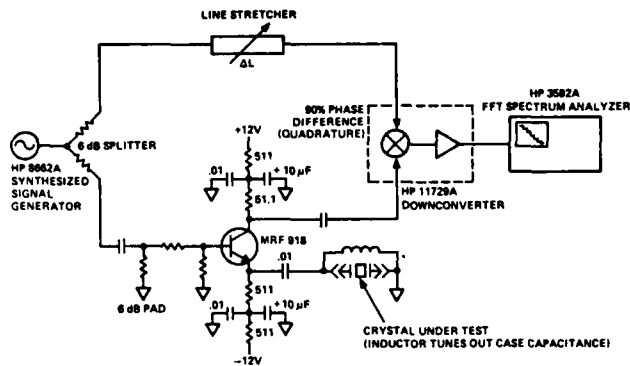 LINE STRETCHER
ΔL
HP 3582A
FFT SPECTRUM ANALYZER
90% PHASE
DIFFERENCE
(QUADRATURE)
6 dB SPLITTER
HP 8662A
SYNTHESIZED
SIGNAL
GENERATOR
+12V
511
.01
+10 µF
51.1
HP 11729A
DOWNCONVERTER
MRF 918
.01
6 dB PAD
511
.01
+10 µF
511
-12V
CRYSTAL UNDER TEST
(INDUCTOR TUNES OUT CASE CAPACITANCE)